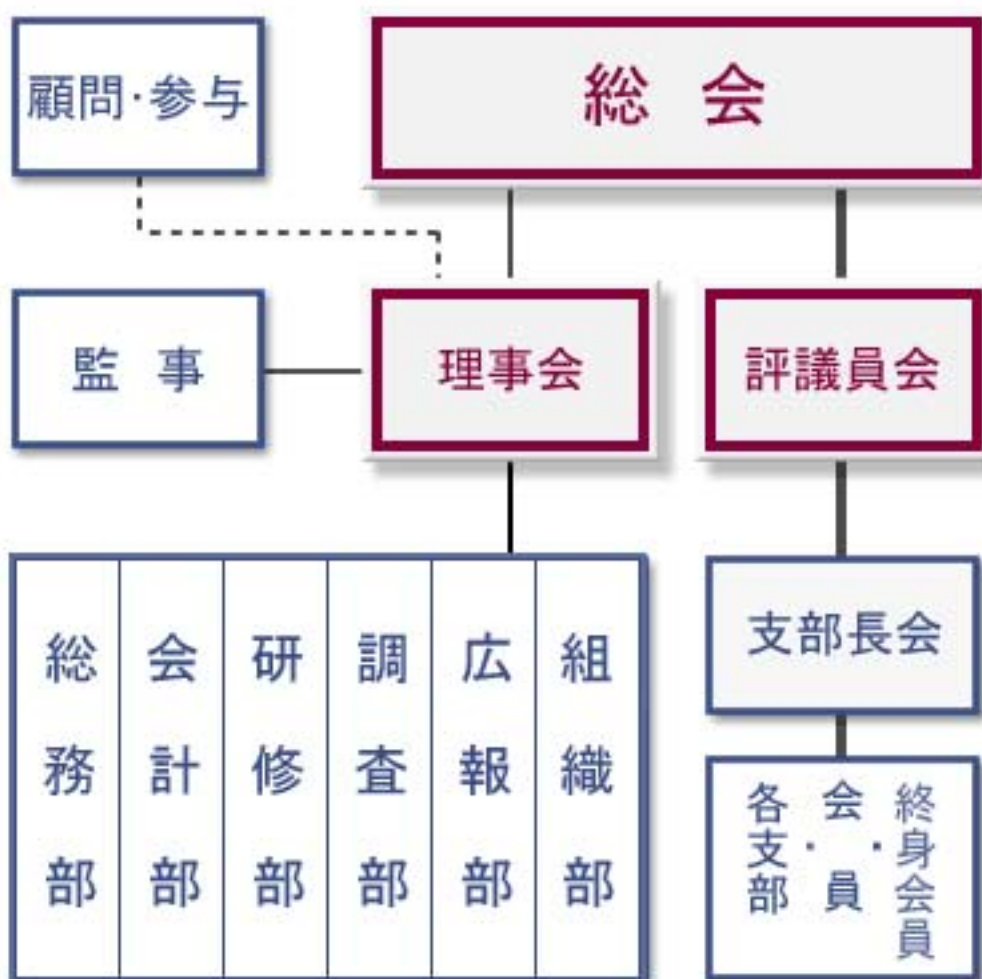 顧問・参与
総会
監事
理事会
評議員会
総務部
会計部
研修部
調査部
広報部
組織部
支部長会
各支部・会員・終身会員